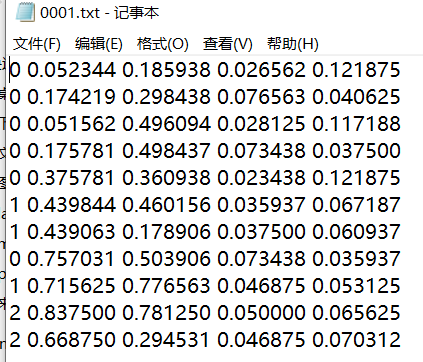 0001.txt - 记事本
文件(F) 编辑(E) 格式(O) 查看(V) 帮助(H)
0 0.052344 0.185938 0.026562 0.121875
0 0.174219 0.298438 0.076563 0.040625
0 0.051562 0.496094 0.028125 0.117188
0 0.175781 0.498437 0.073438 0.037500
0 0.375781 0.360938 0.023438 0.121875
1 0.439844 0.460156 0.035937 0.067187
1 0.439063 0.178906 0.037500 0.060937
0 0.757031 0.503906 0.073438 0.035937
1 0.715625 0.776563 0.046875 0.053125
2 0.837500 0.781250 0.050000 0.065625
2 0.668750 0.294531 0.046875 0.070312